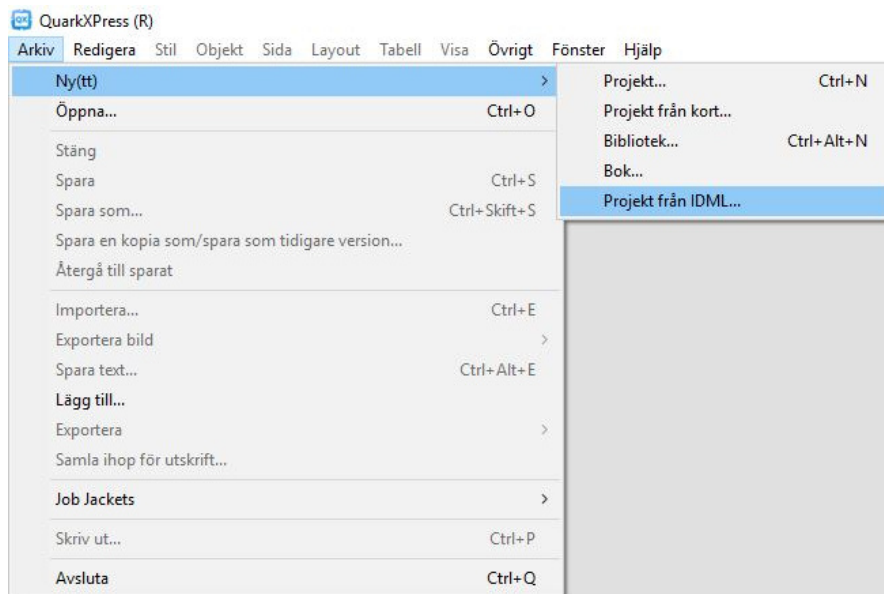 QuarkXPress (R)
Arkiv Redigera Stil Objekt Sida Layout Tabell Visa Övrigt Fönster Hjälp
Ny(tt)
Öppna... Ctrl+O
Stäng
Spara Ctrl+S
Spara som... Ctrl+Skift+S
Spara en kopia som/spara som tidigare version...
Återgå till sparat
Importera... Ctrl+E
Exportera bild
Spara text... Ctrl+Alt+E
Lägg till...
Exportera
Samla ihop för utskrift...
Job Jackets
Skriv ut... Ctrl+P
Avsluta Ctrl+Q
Projekt... Ctrl+N
Projekt från kort...
Bibliotek... Ctrl+Alt+N
Bok...
Projekt från IDML...